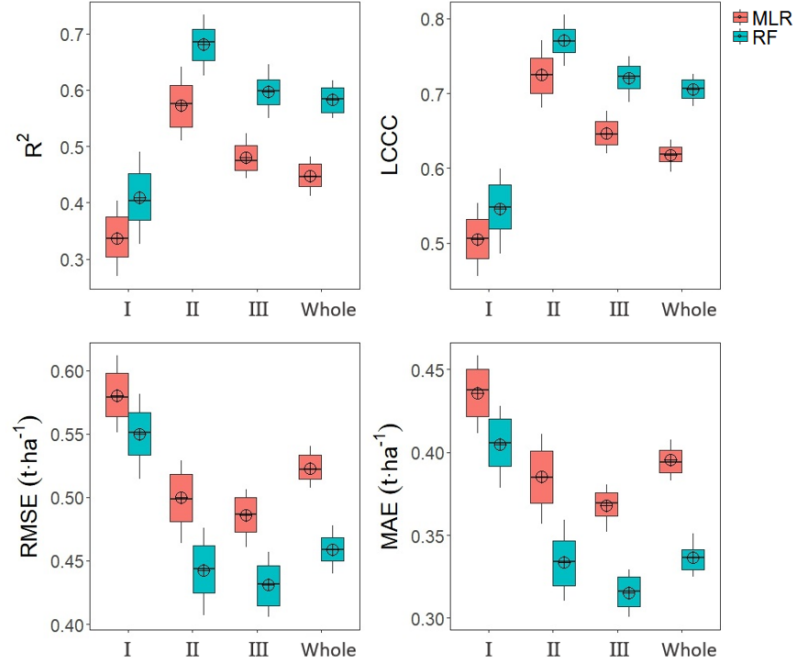 MLR
RF
R²
0.7
0.6
0.5
0.4
0.3
I II III Whole
LCCC
0.8
0.7
0.6
0.5
I II III Whole
RMSE (t·ha⁻¹)
0.60
0.55
0.50
0.45
0.40
I II III Whole
MAE (t·ha⁻¹)
0.45
0.40
0.35
0.30
I II III Whole